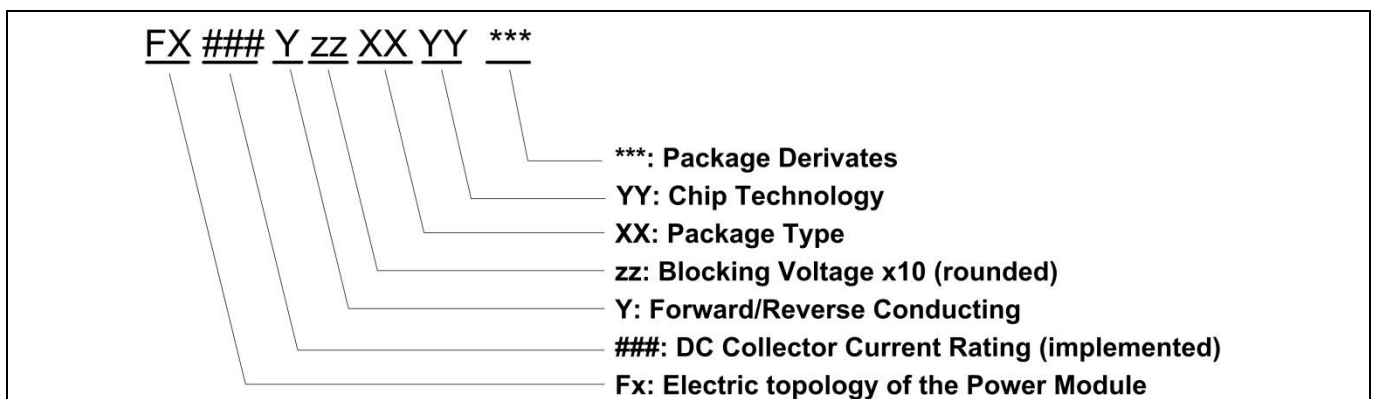 FX ### Y zz XX YY ***
***: Package Derivates
YY: Chip Technology
XX: Package Type
zz: Blocking Voltage x10 (rounded)
Y: Forward/Reverse Conducting
###: DC Collector Current Rating (implemented)
Fx: Electric topology of the Power Module